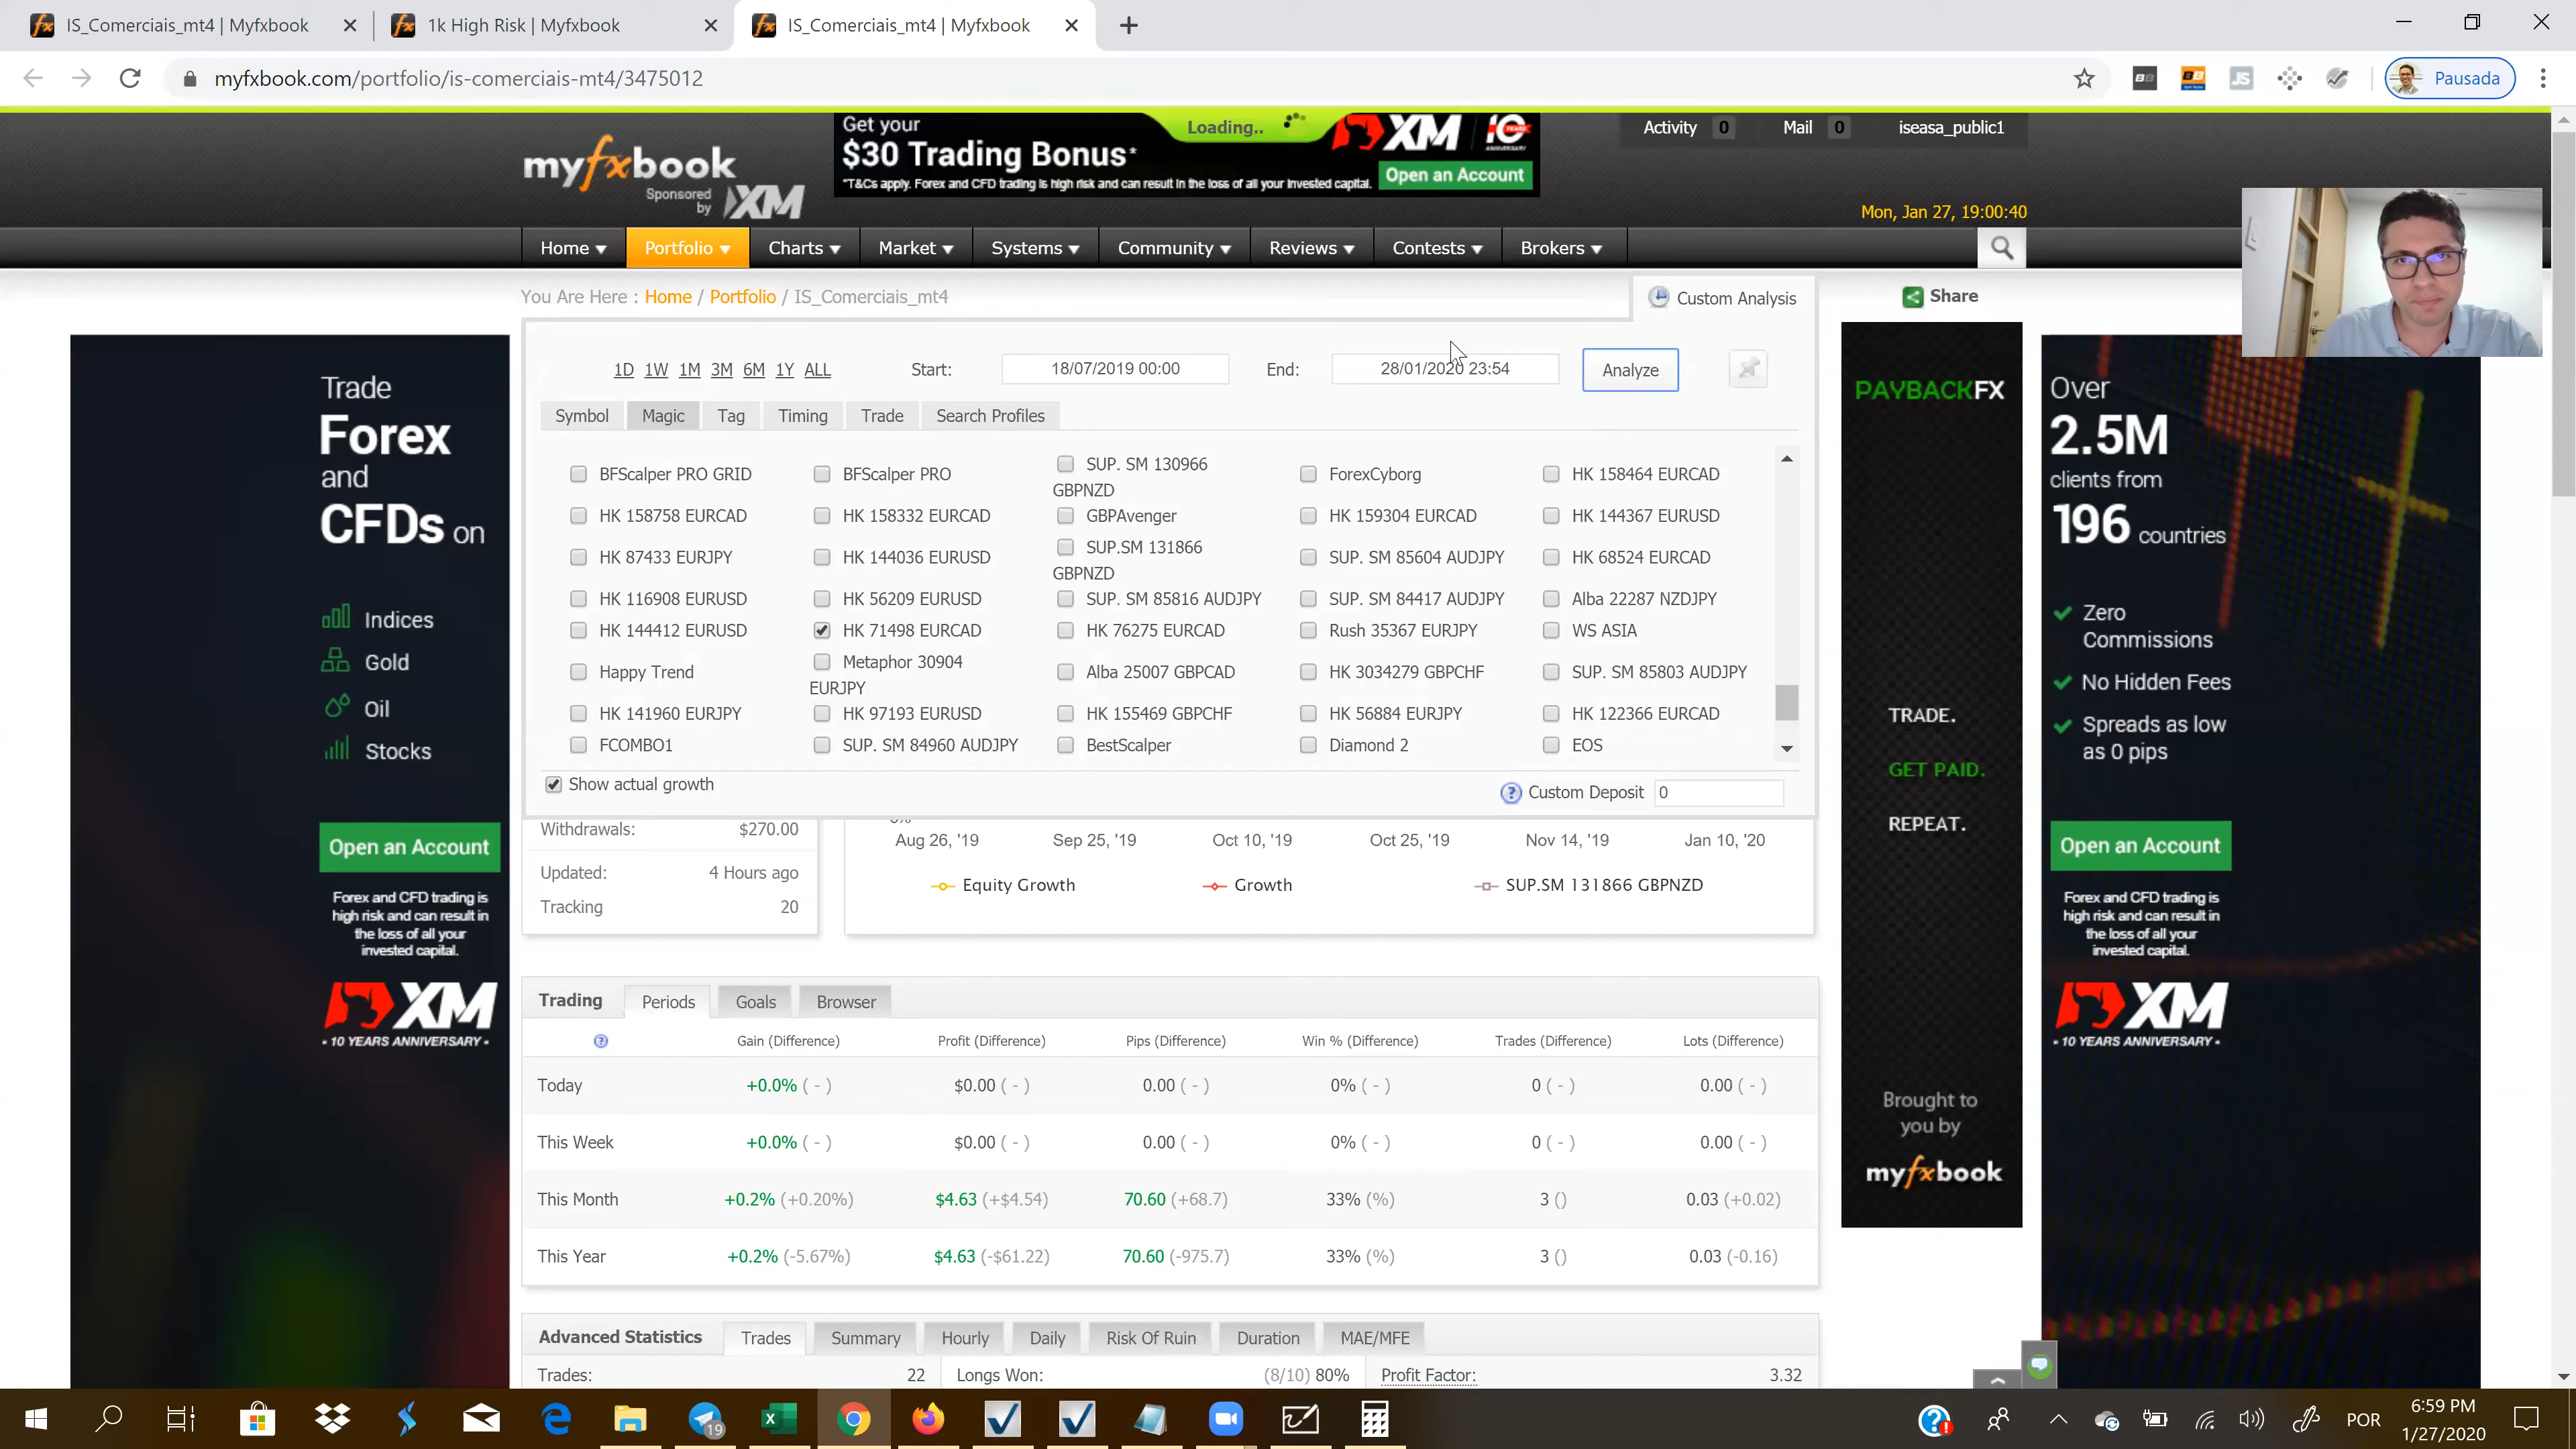 IS_Comerciais_mt4 | Myfxbook
1k High Risk | Myfxbook
IS_Comerciais_mt4 | Myfxbook
myfxbook.com/portfolio/is-comerciais-mt4/3475012
JS
Pausada
myfxbook
Sponsored
by XM
Get your
$30 Trading Bonus*
*T&Cs apply. Forex and CFD trading is high risk and can result in the loss of all your invested capital.
Loading..
XM
10
Open an Account
Activity 0 Mail 0 iseasa_public1
Mon, Jan 27, 19:00:40
Home Portfolio Charts Market Systems Community Reviews Contests Brokers
You Are Here : Home / Portfolio / IS_Comerciais_mt4
Custom Analysis
Share
1D 1W 1M 3M 6M 1Y ALL Start: 18/07/2019 00:00 End: 28/01/2020 23:54 Analyze
Symbol Magic Tag Timing Trade Search Profiles
BFScalper PRO GRID BFScalper PRO SUP. SM 130966 GBPNZD ForexCyborg HK 158464 EURCAD
HK 158758 EURCAD HK 158332 EURCAD GBPAvenger HK 159304 EURCAD HK 144367 EURUSD
HK 87433 EURJPY HK 144036 EURUSD SUP.SM 131866 GBPNZD SUP. SM 85604 AUDJPY HK 68524 EURCAD
HK 116908 EURUSD HK 56209 EURUSD SUP. SM 85816 AUDJPY SUP. SM 84417 AUDJPY Alba 22287 NZDJPY
HK 144412 EURUSD HK 71498 EURCAD HK 76275 EURCAD Rush 35367 EURJPY WS ASIA
Happy Trend Metaphor 30904 EURJPY Alba 25007 GBPCAD HK 3034279 GBPCHF SUP. SM 85803 AUDJPY
HK 141960 EURJPY HK 97193 EURUSD HK 155469 GBPCHF HK 56884 EURJPY HK 122366 EURCAD
FCOMBO1 SUP. SM 84960 AUDJPY BestScalper Diamond 2 EOS
Show actual growth
Custom Deposit 0
Withdrawals: $270.00
Updated: 4 Hours ago
Tracking 20
Aug 26, '19 Sep 25, '19 Oct 10, '19 Oct 25, '19 Nov 14, '19 Jan 10, '20
Equity Growth Growth SUP.SM 131866 GBPNZD
Trading Periods Goals Browser
Gain (Difference) Profit (Difference) Pips (Difference) Win % (Difference) Trades (Difference) Lots (Difference)
Today +0.0% ( - ) $0.00 ( - ) 0.00 ( - ) 0% ( - ) 0 ( - ) 0.00 ( - )
This Week +0.0% ( - ) $0.00 ( - ) 0.00 ( - ) 0% ( - ) 0 ( - ) 0.00 ( - )
This Month +0.2% (+0.20%) $4.63 (+$4.54) 70.60 (+68.7) 33% (%) 3 () 0.03 (+0.02)
This Year +0.2% (-5.67%) $4.63 (-$61.22) 70.60 (-975.7) 33% (%) 3 () 0.03 (-0.16)
Advanced Statistics Trades Summary Hourly Daily Risk Of Ruin Duration MAE/MFE
Trades: 22 Longs Won: (8/10) 80% Profit Factor: 3.32
Trade
Forex
and
CFDs on
Indices
Gold
Oil
Stocks
Open an Account
Forex and CFD trading is
high risk and can result in
the loss of all your
invested capital.
XM
• 10 YEARS ANNIVERSARY •
PAYBACKFX
TRADE.
GET PAID.
REPEAT.
Brought to
you by
myfxbook
Over
2.5M
clients from
196 countries
Zero
Commissions
No Hidden Fees
Spreads as low
as 0 pips
Open an Account
Forex and CFD trading is
high risk and can result in
the loss of all your
invested capital.
XM
• 10 YEARS ANNIVERSARY •
19
POR
6:59 PM
1/27/2020